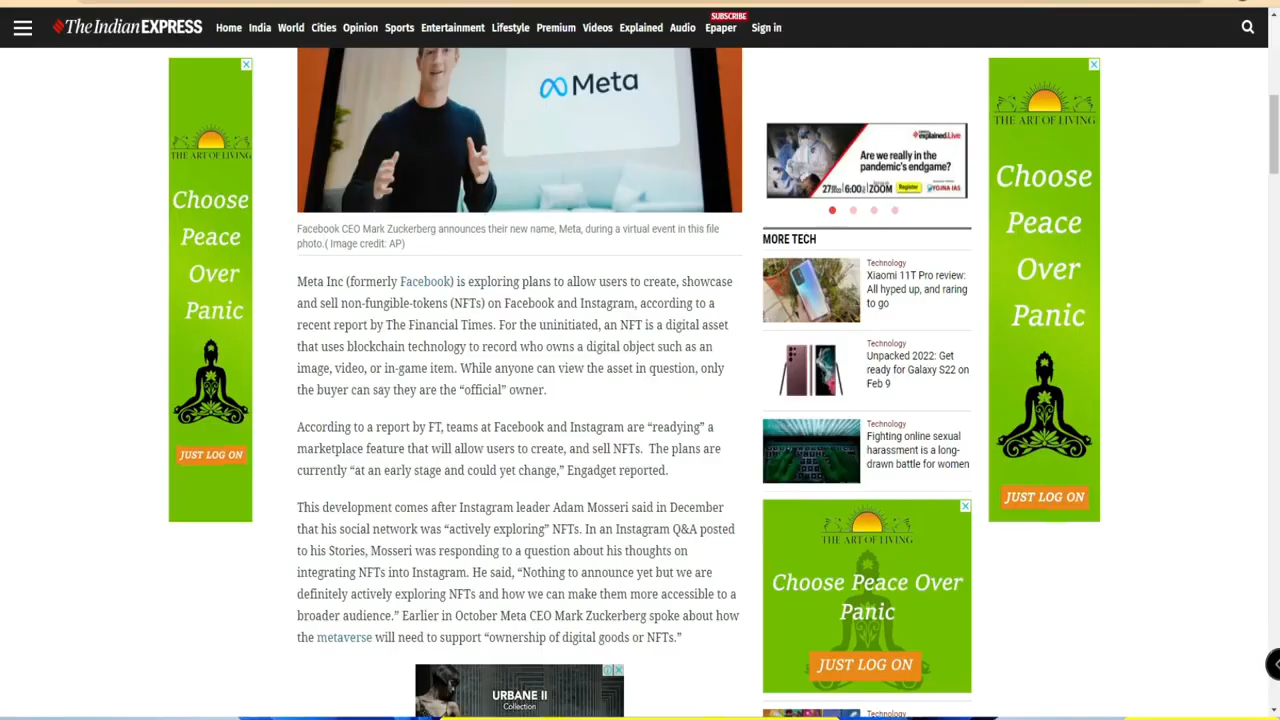 The Indian EXPRESS
Home India World Cities Opinion Sports Entertainment Lifestyle Premium Videos Explained Audio Epaper Sign in
SUBSCRIBE
THE ART OF LIVING
Choose
Peace
Over
Panic
JUST LOG ON
Meta
Facebook CEO Mark Zuckerberg announces their new name, Meta, during a virtual event in this file
photo.( Image credit: AP)
Meta Inc (formerly Facebook) is exploring plans to allow users to create, showcase
and sell non-fungible-tokens (NFTs) on Facebook and Instagram, according to a
recent report by The Financial Times. For the uninitiated, an NFT is a digital asset
that uses blockchain technology to record who owns a digital object such as an
image, video, or in-game item. While anyone can view the asset in question, only
the buyer can say they are the “official” owner.
According to a report by FT, teams at Facebook and Instagram are “readying” a
marketplace feature that will allow users to create, and sell NFTs. The plans are
currently “at an early stage and could yet change,” Engadget reported.
This development comes after Instagram leader Adam Mosseri said in December
that his social network was “actively exploring” NFTs. In an Instagram Q&A posted
to his Stories, Mosseri was responding to a question about his thoughts on
integrating NFTs into Instagram. He said, “Nothing to announce yet but we are
definitely actively exploring NFTs and how we can make them more accessible to a
broader audience.” Earlier in October Meta CEO Mark Zuckerberg spoke about how
the metaverse will need to support “ownership of digital goods or NFTs.”
URBANE II
Collection
explained.Live
Are we really in the
pandemic's endgame?
6:00 ZOOM Register YOJNA IAS
MORE TECH
Technology
Xiaomi 11T Pro review:
All hyped up, and raring
to go
Technology
Unpacked 2022: Get
ready for Galaxy S22 on
Feb 9
Technology
Fighting online sexual
harassment is a long-
drawn battle for women
THE ART OF LIVING
Choose Peace Over
Panic
JUST LOG ON
Technology
THE ART OF LIVING
Choose
Peace
Over
Panic
JUST LOG ON